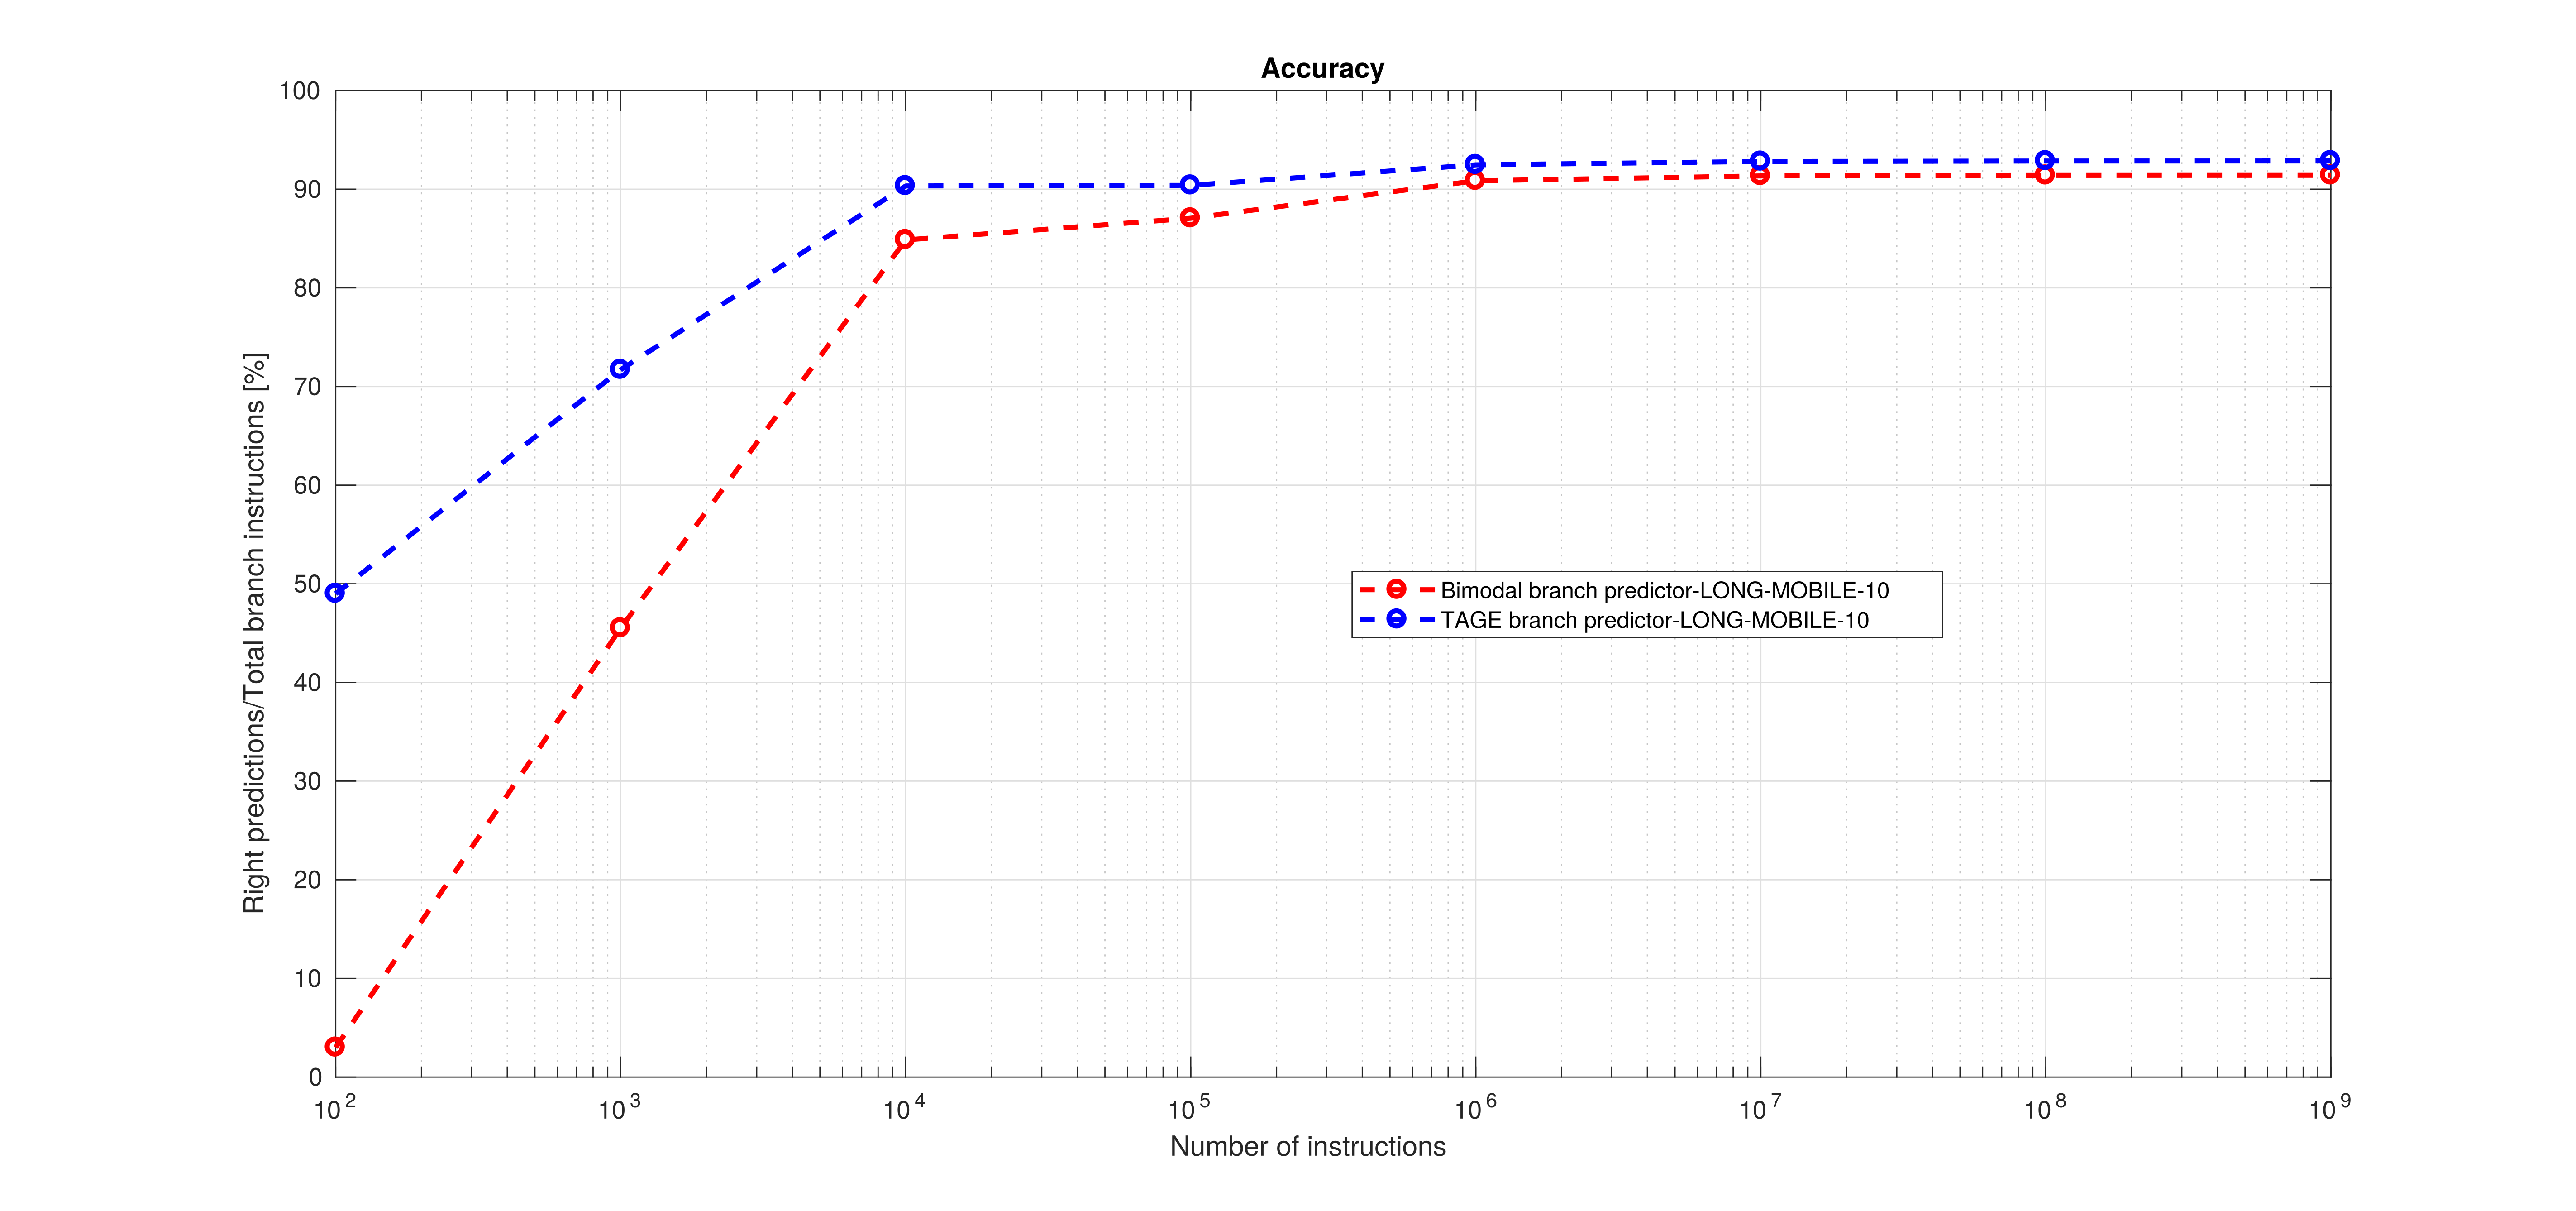 Accuracy
100
90
80
70
60
50
40
30
20
10
0
Right predictions/Total branch instructions [%]
Bimodal branch predictor-LONG-MOBILE-10
TAGE branch predictor-LONG-MOBILE-10
10^2 10^3 10^4 10^5 10^6 10^7 10^8 10^9
Number of instructions